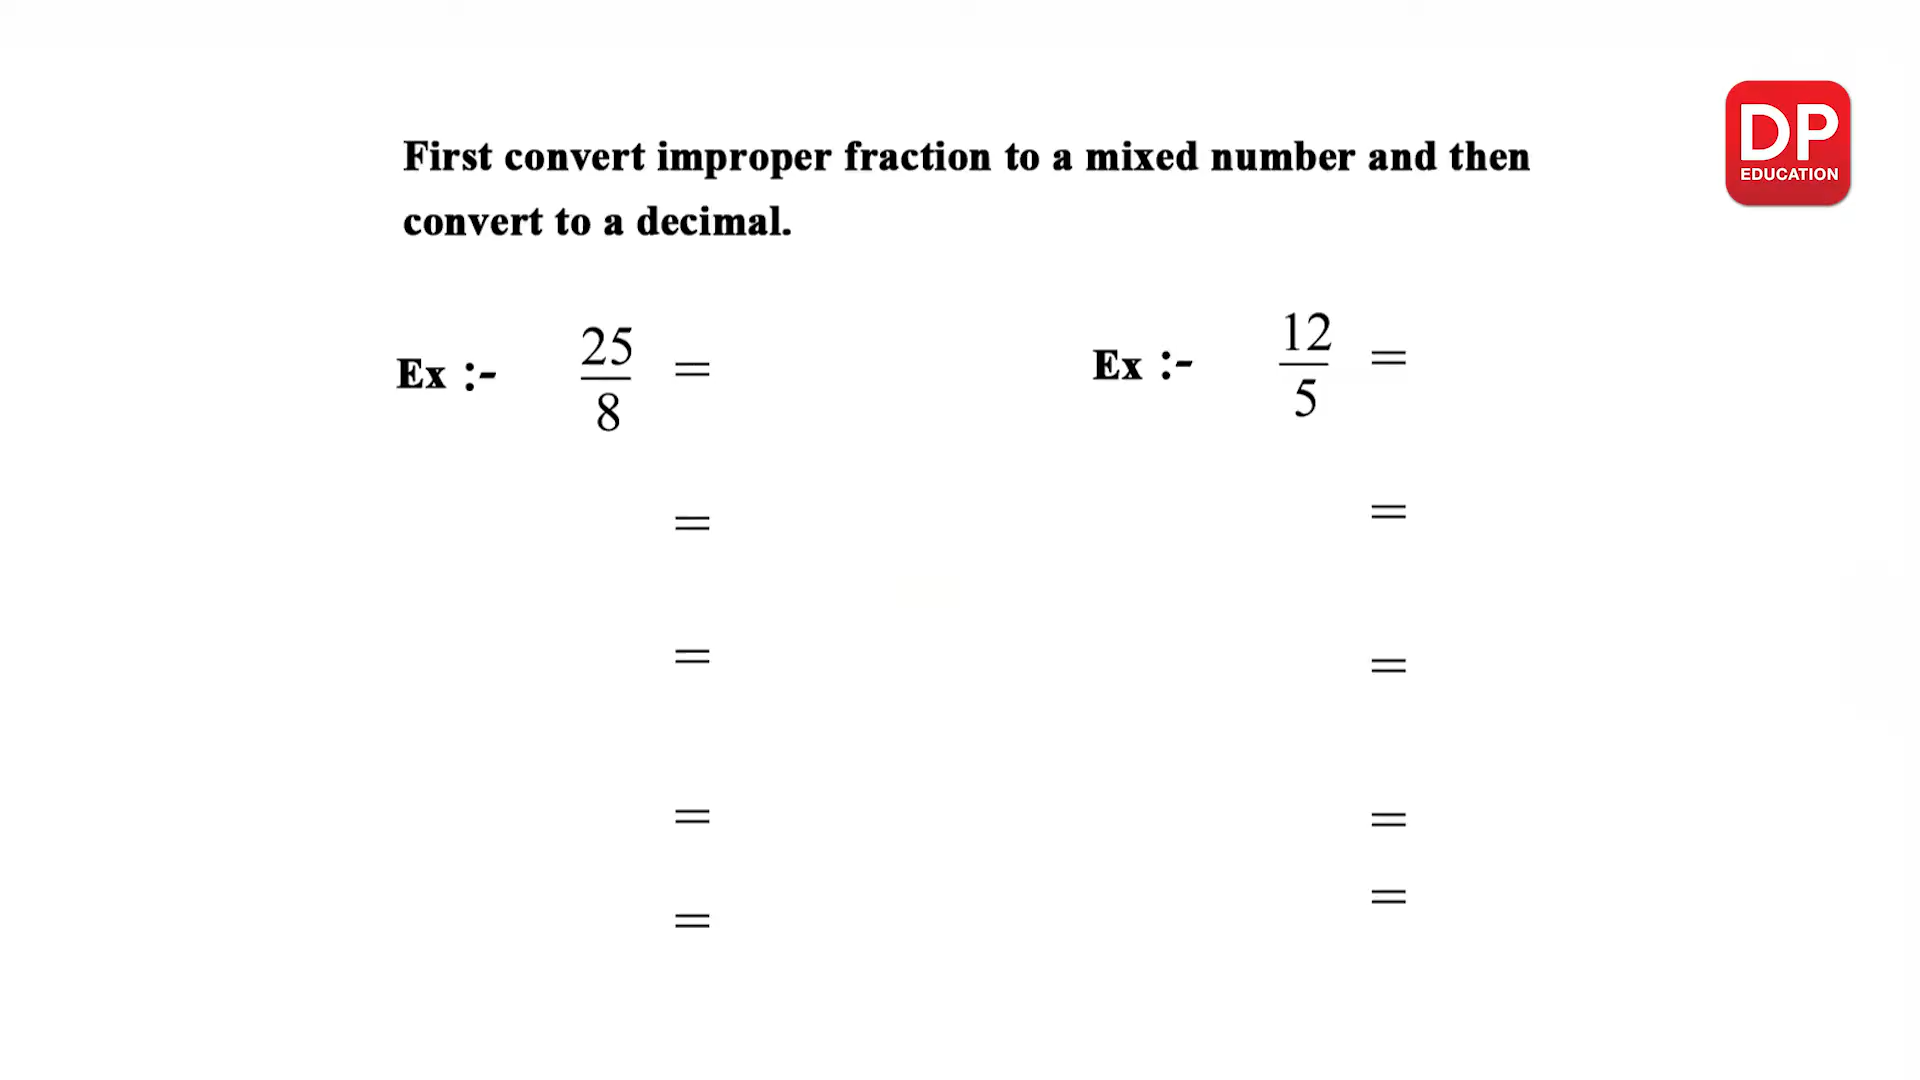 DP
EDUCATION
First convert improper fraction to a mixed number and then
convert to a decimal.
Ex :- 25/8 =
=
=
=
=
Ex :- 12/5 =
=
=
=
=